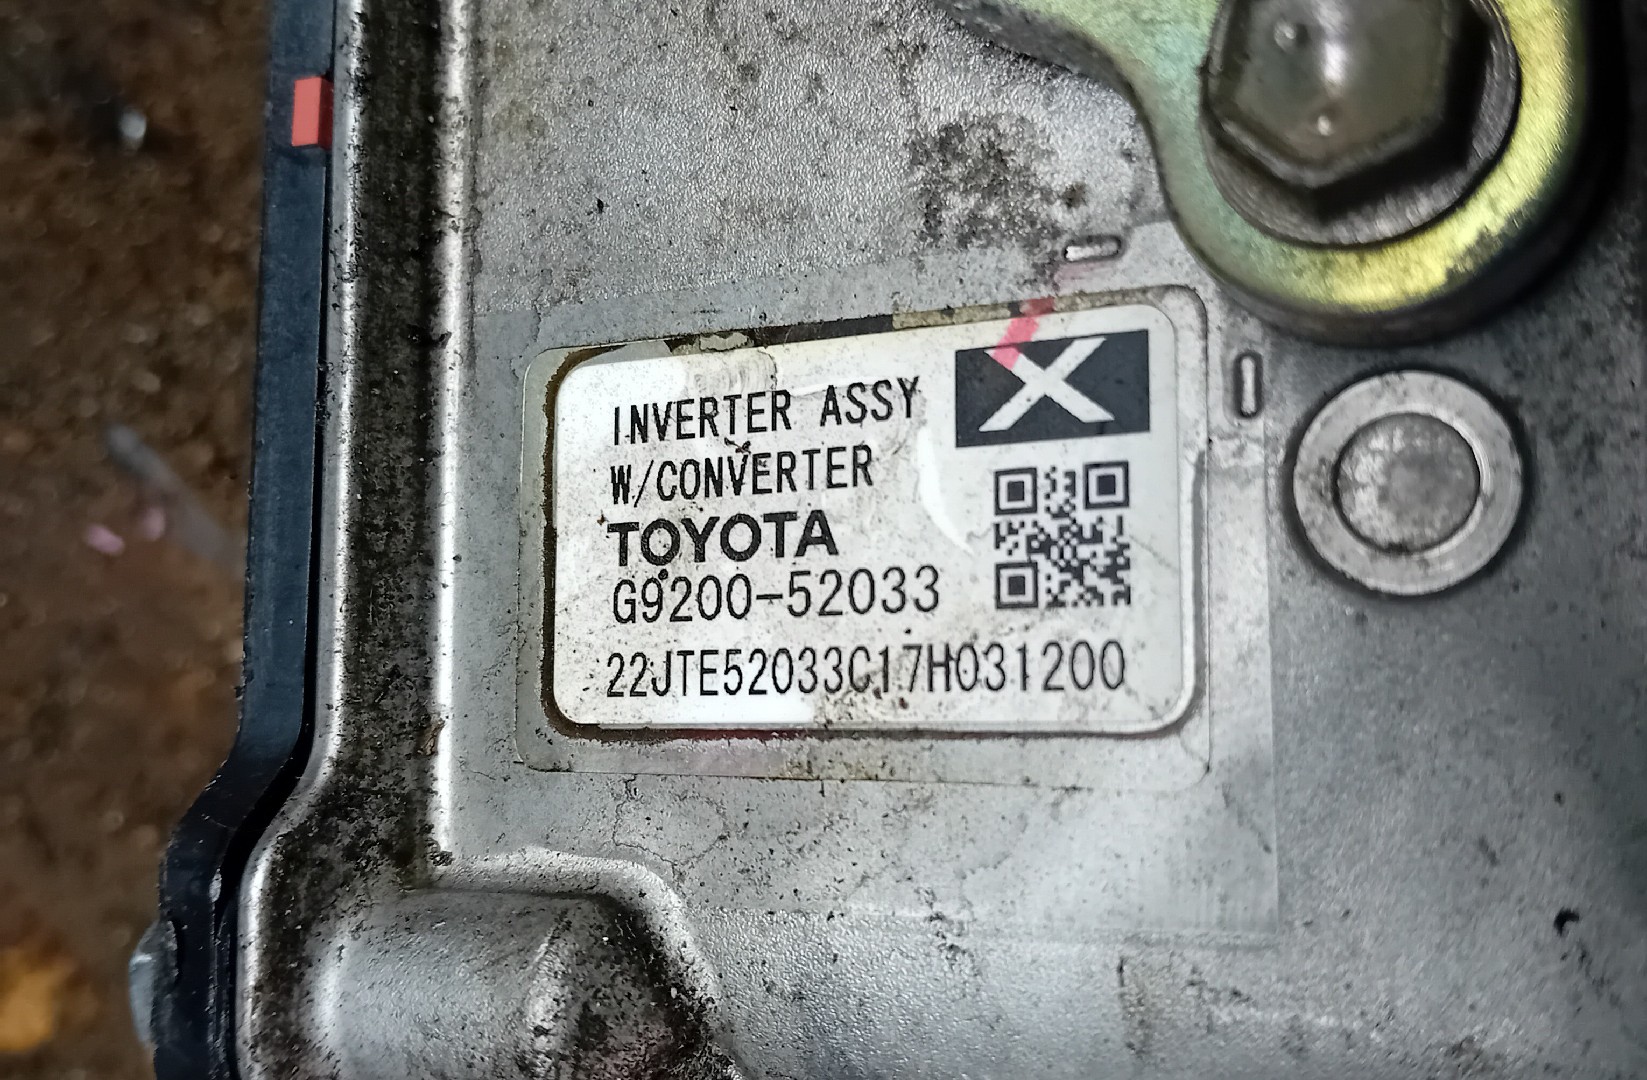 INVERTER ASSY
X
W/CONVERTER
TOYOTA
G9200-52033
22JTE52033C17H031200